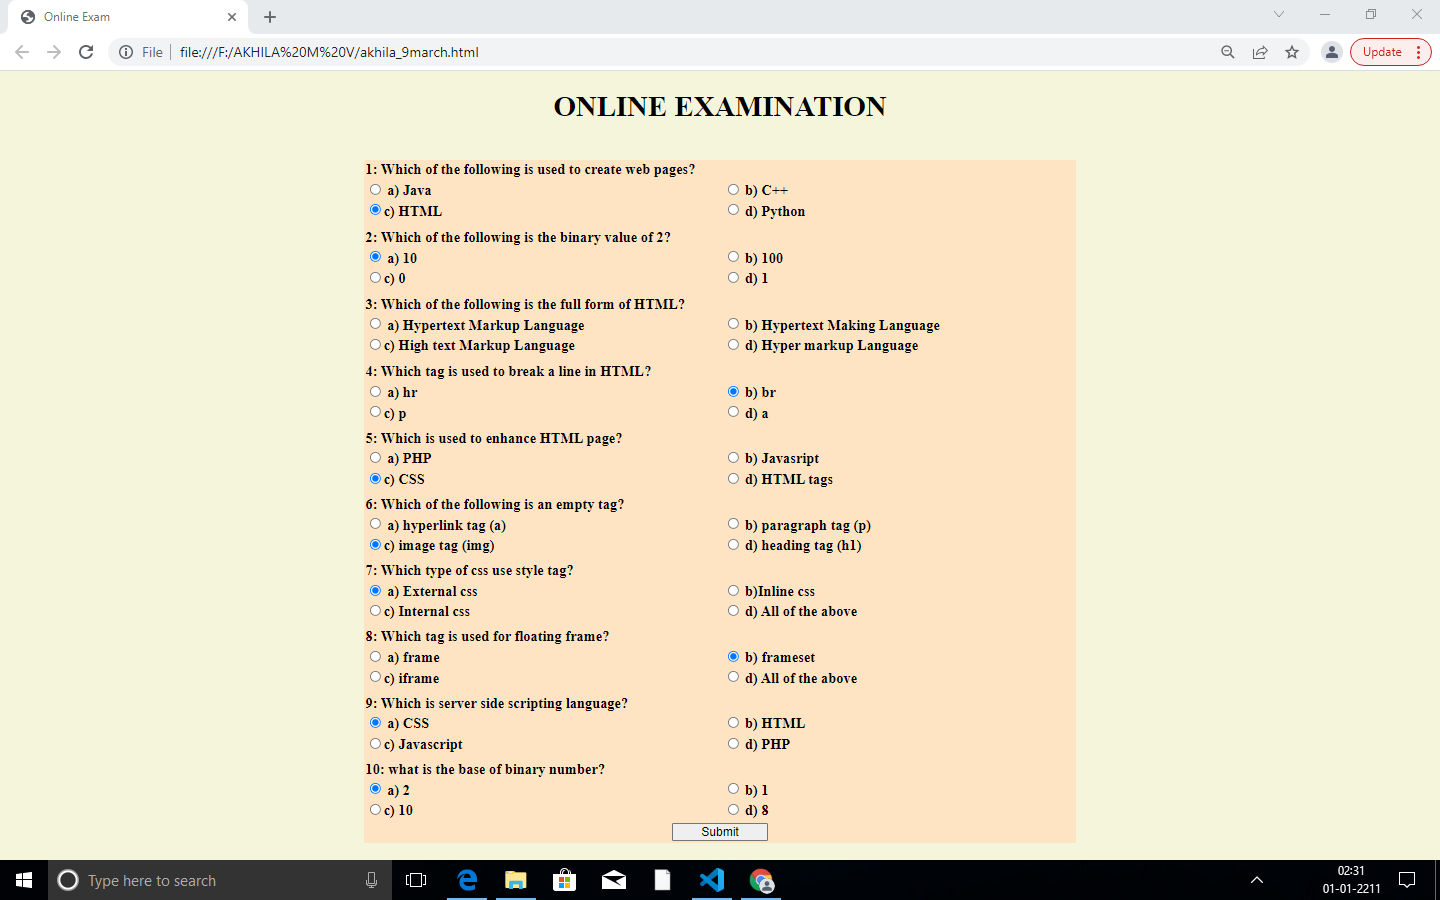 Online Exam
File file:///F:/AKHILA%20M%20V/akhila_9march.html Update
ONLINE EXAMINATION
1: Which of the following is used to create web pages?
a) Java b) C++
c) HTML d) Python
2: Which of the following is the binary value of 2?
a) 10 b) 100
c) 0 d) 1
3: Which of the following is the full form of HTML?
a) Hypertext Markup Language b) Hypertext Making Language
c) High text Markup Language d) Hyper markup Language
4: Which tag is used to break a line in HTML?
a) hr b) br
c) p d) a
5: Which is used to enhance HTML page?
a) PHP b) Javasript
c) CSS d) HTML tags
6: Which of the following is an empty tag?
a) hyperlink tag (a) b) paragraph tag (p)
c) image tag (img) d) heading tag (h1)
7: Which type of css use style tag?
a) External css b)Inline css
c) Internal css d) All of the above
8: Which tag is used for floating frame?
a) frame b) frameset
c) iframe d) All of the above
9: Which is server side scripting language?
a) CSS b) HTML
c) Javascript d) PHP
10: what is the base of binary number?
a) 2 b) 1
c) 10 d) 8
Submit
Type here to search
02:31
01-01-2211